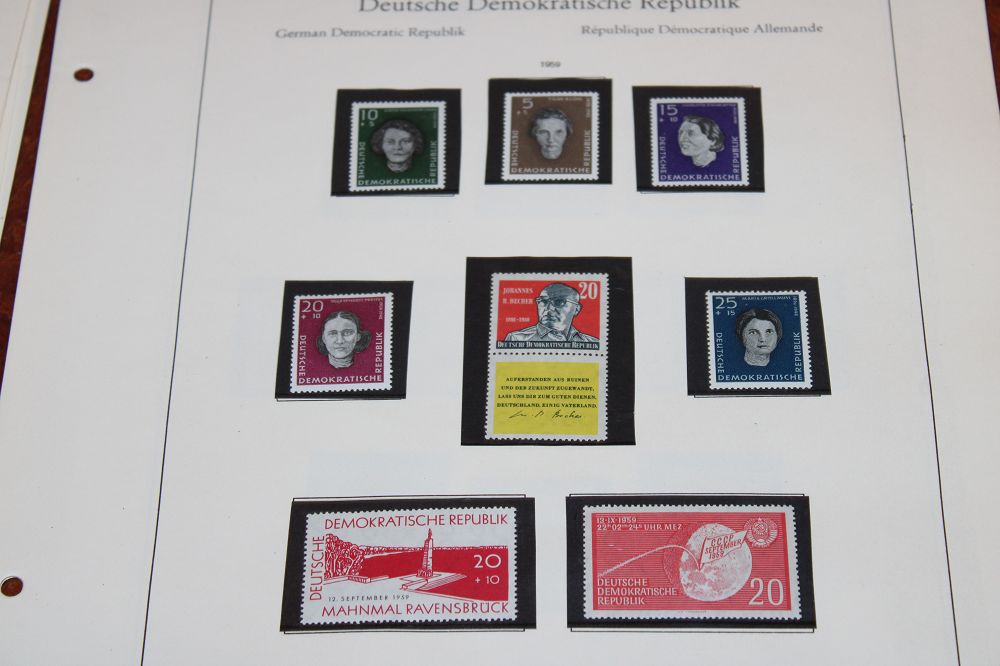 Deutsche Demokratische Republik
German Democratic Republik
République Démocratique Allemande
1959
10
+ 5
DEUTSCHE
DEMOKRATISCHE
REPUBLIK
5
DEUTSCHE
DEMOKRATISCHE
REPUBLIK
15
+ 10
DEUTSCHE
DEMOKRATISCHE
REPUBLIK
20
+ 10
DEUTSCHE
DEMOKRATISCHE
REPUBLIK
JOHANNES
R. BECHER
20
1891-1958
DEUTSCHE DEMOKRATISCHE REPUBLIK
AUFERSTANDEN AUS RUINEN
UND DER ZUKUNFT ZUGEWANDT,
LASS UNS DIR ZUM GUTEN DIENEN,
DEUTSCHLAND, EINIG VATERLAND.
25
+ 15
MARIA GROLLMUSS
DEUTSCHE
DEMOKRATISCHE
REPUBLIK
DEMOKRATISCHE REPUBLIK
DEUTSCHE
20
+ 10
12. SEPTEMBER 1959
MAHNMAL RAVENSBRÜCK
13·IX·1959
22h 02m 24s UHR MEZ
CCCP
SEPTEMBER
1959
DEUTSCHE
DEMOKRATISCHE
REPUBLIK
20